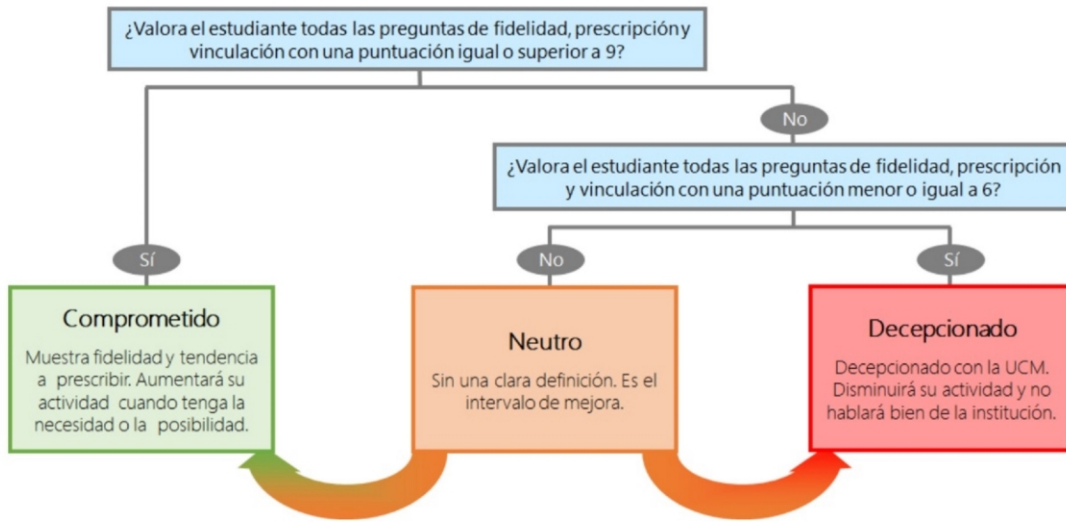 ¿Valora el estudiante todas las preguntas de fidelidad, prescripción y
vinculación con una puntuación igual o superior a 9?
No
¿Valora el estudiante todas las preguntas de fidelidad, prescripción
y vinculación con una puntuación menor o igual a 6?
Sí
No
Sí
Comprometido
Muestra fidelidad y tendencia
a prescribir. Aumentará su
actividad cuando tenga la
necesidad o la posibilidad.
Neutro
Sin una clara definición. Es el
intervalo de mejora.
Decepcionado
Decepcionado con la UCM.
Disminuirá su actividad y no
hablará bien de la institución.